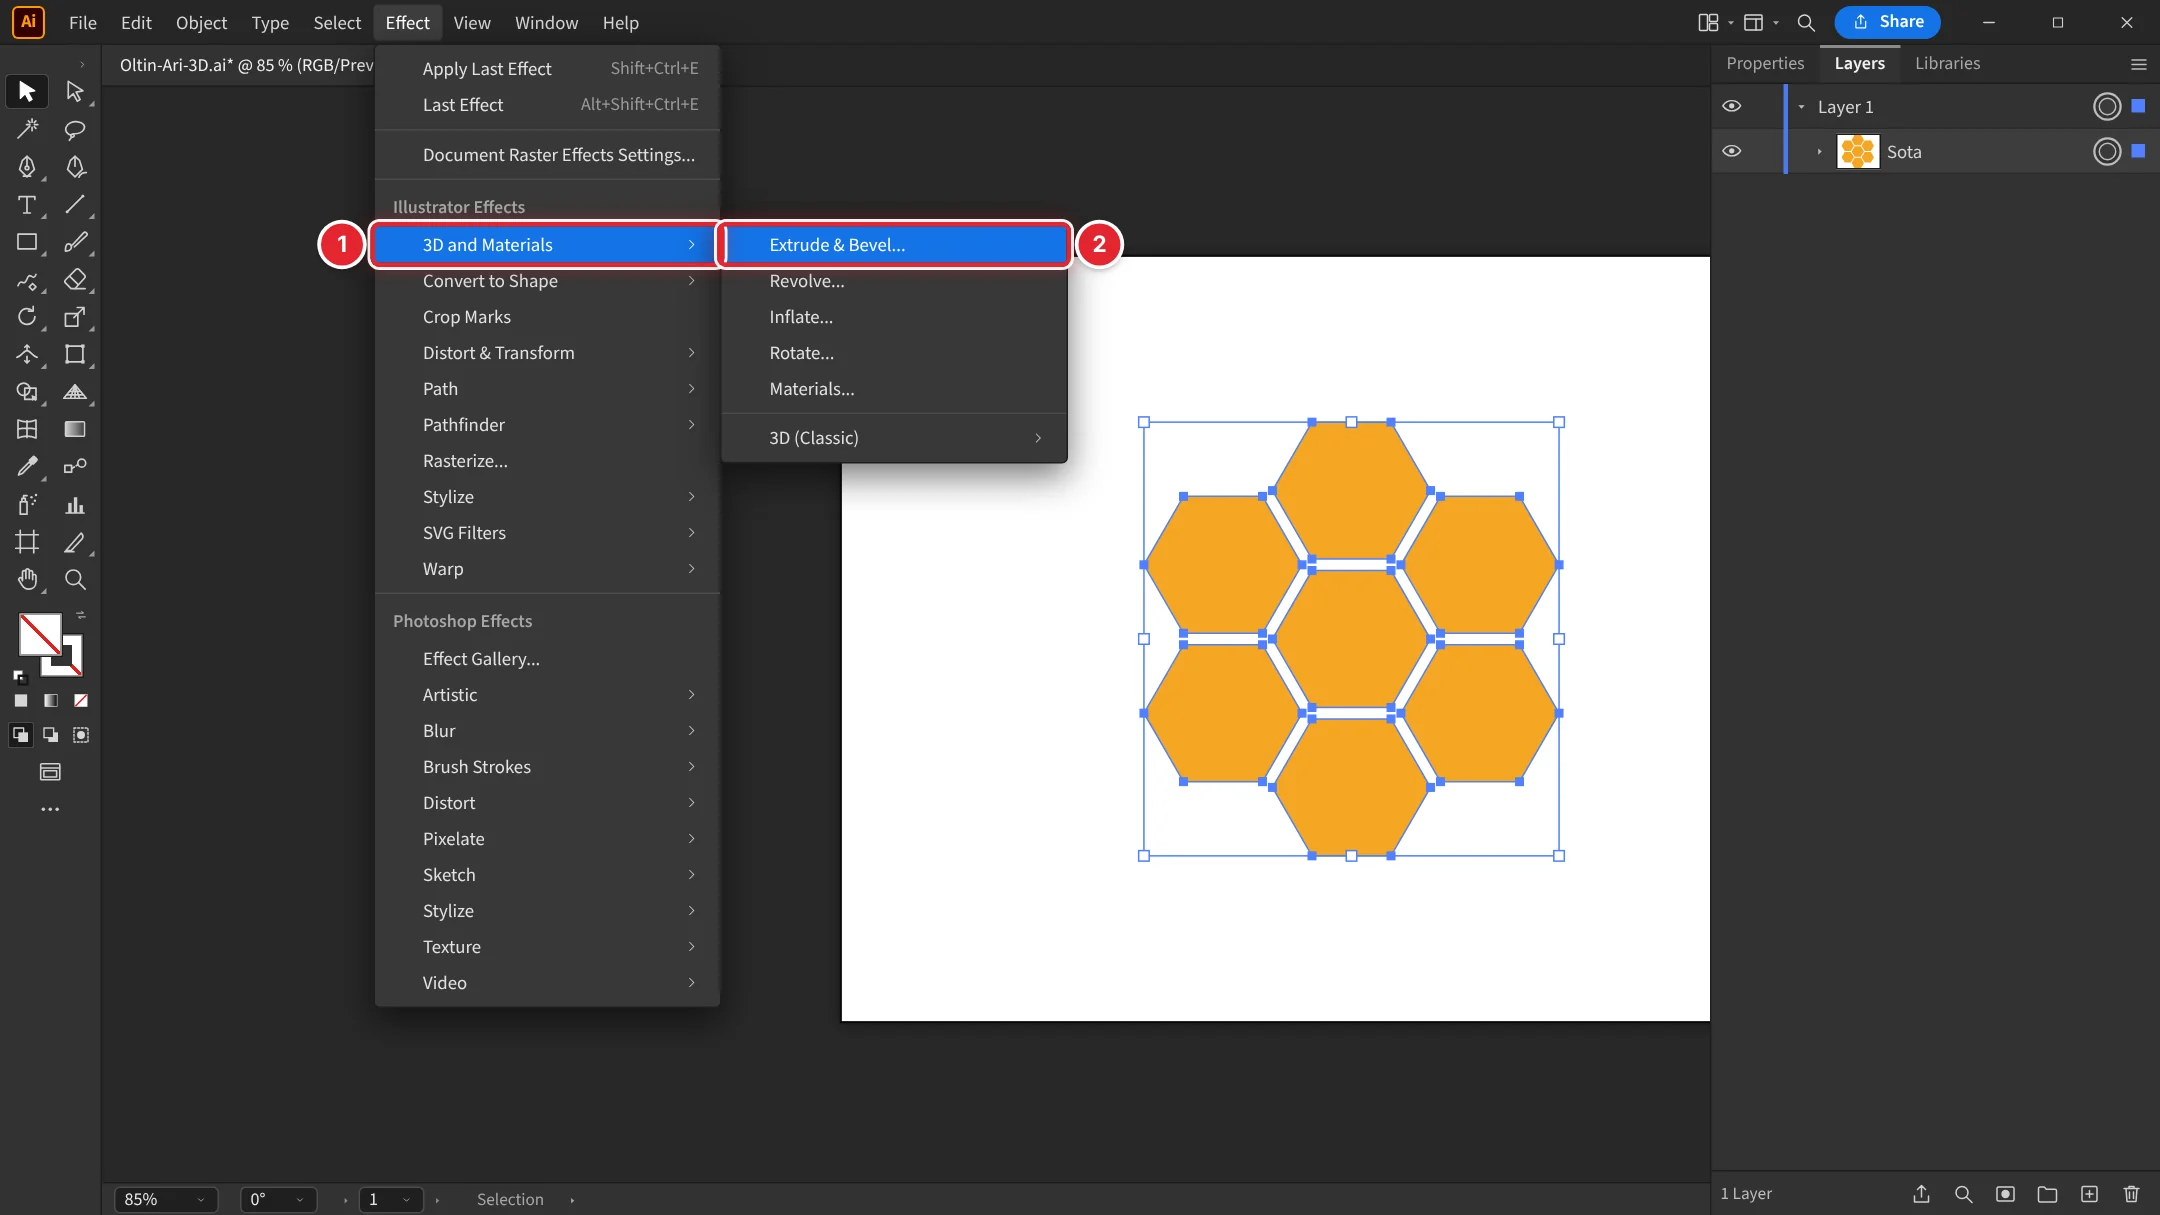 Ai File Edit Object Type Select Effect View Window Help Share
Oltin-Ari-3D.ai* @ 85 % (RGB/Prev
Apply Last Effect Shift+Ctrl+E
Last Effect Alt+Shift+Ctrl+E
Document Raster Effects Settings...
Illustrator Effects
1 3D and Materials
Convert to Shape
Crop Marks
Distort & Transform
Path
Pathfinder
Rasterize...
Stylize
SVG Filters
Warp
Photoshop Effects
Effect Gallery...
Artistic
Blur
Brush Strokes
Distort
Pixelate
Sketch
Stylize
Texture
Video
Extrude & Bevel... 2
Revolve...
Inflate...
Rotate...
Materials...
3D (Classic)
Properties Layers Libraries
Layer 1
Sota
85% 0° 1 Selection
1 Layer